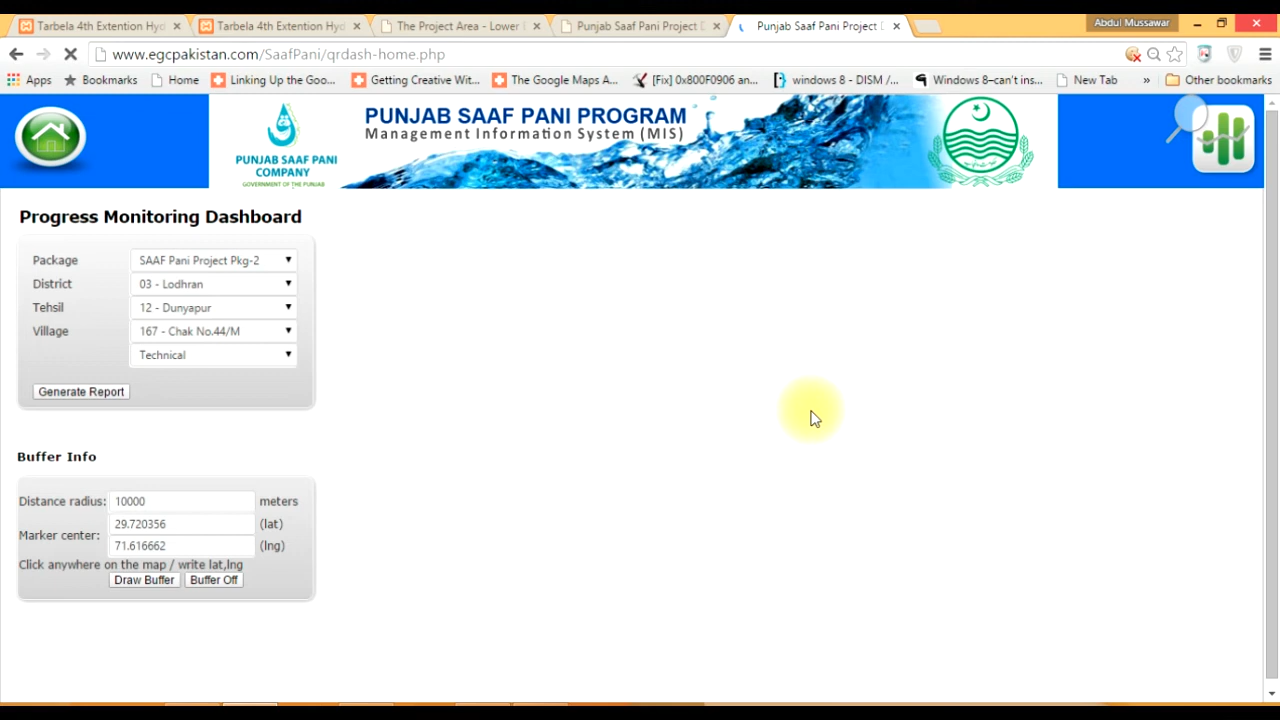 Tarbela 4th Extention Hyd
Tarbela 4th Extention Hyd
The Project Area - Lower
Punjab Saaf Pani Project
Punjab Saaf Pani Project
Abdul Mussawar
www.egcpakistan.com/SaafPani/qrdash-home.php
Apps
Bookmarks
Home
Linking Up the Goo...
Getting Creative Wit...
The Google Maps A...
[Fix] 0x800F0906 an...
windows 8 - DISM /...
Windows 8–can't ins...
New Tab
»
Other bookmarks
PUNJAB SAAF PANI
COMPANY
GOVERNMENT OF THE PUNJAB
PUNJAB SAAF PANI PROGRAM
Management Information System (MIS)
Progress Monitoring Dashboard
Package SAAF Pani Project Pkg-2
District 03 - Lodhran
Tehsil 12 - Dunyapur
Village 167 - Chak No.44/M
Technical
Generate Report
Buffer Info
Distance radius: 10000 meters
29.720356 (lat)
Marker center:
71.616662 (lng)
Click anywhere on the map / write lat,lng
Draw Buffer Buffer Off